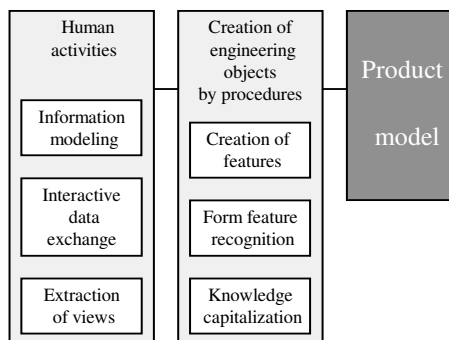 Human
activities
Information
modeling
Interactive
data
exchange
Extraction
of views
Creation of
engineering
objects
by procedures
Creation of
features
Form feature
recognition
Knowledge
capitalization
Product
model